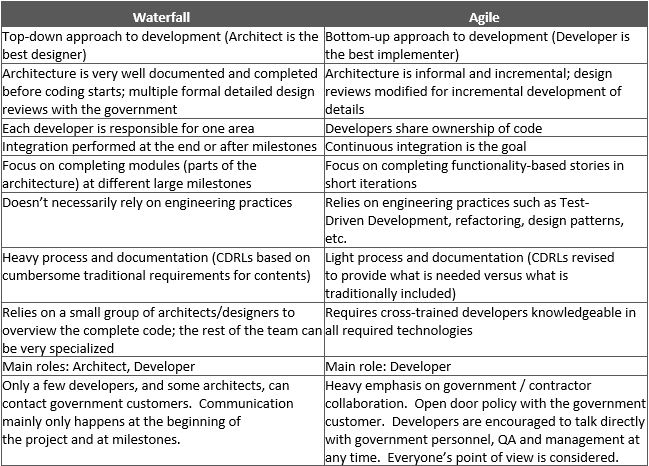 Waterfall
Agile
Top-down approach to development (Architect is the
best designer)
Bottom-up approach to development (Developer is
the best implementer)
Architecture is very well documented and completed
before coding starts; multiple formal detailed design
reviews with the government
Architecture is informal and incremental; design
reviews modified for incremental development of
details
Each developer is responsible for one area
Developers share ownership of code
Integration performed at the end or after milestones
Continuous integration is the goal
Focus on completing modules (parts of the
architecture) at different large milestones
Focus on completing functionality-based stories in
short iterations
Doesn’t necessarily rely on engineering practices
Relies on engineering practices such as Test-
Driven Development, refactoring, design patterns,
etc.
Heavy process and documentation (CDRLs based on
cumbersome traditional requirements for contents)
Light process and documentation (CDRLs revised
to provide what is needed versus what is
traditionally included)
Relies on a small group of architects/designers to
overview the complete code; the rest of the team can
be very specialized
Requires cross-trained developers knowledgeable in
all required technologies
Main roles: Architect, Developer
Main role: Developer
Only a few developers, and some architects, can
contact government customers.  Communication
mainly only happens at the beginning of
the project and at milestones.
Heavy emphasis on government / contractor
collaboration.  Open door policy with the government
customer.  Developers are encouraged to talk directly
with government personnel, QA and management at
any time.  Everyone’s point of view is considered.